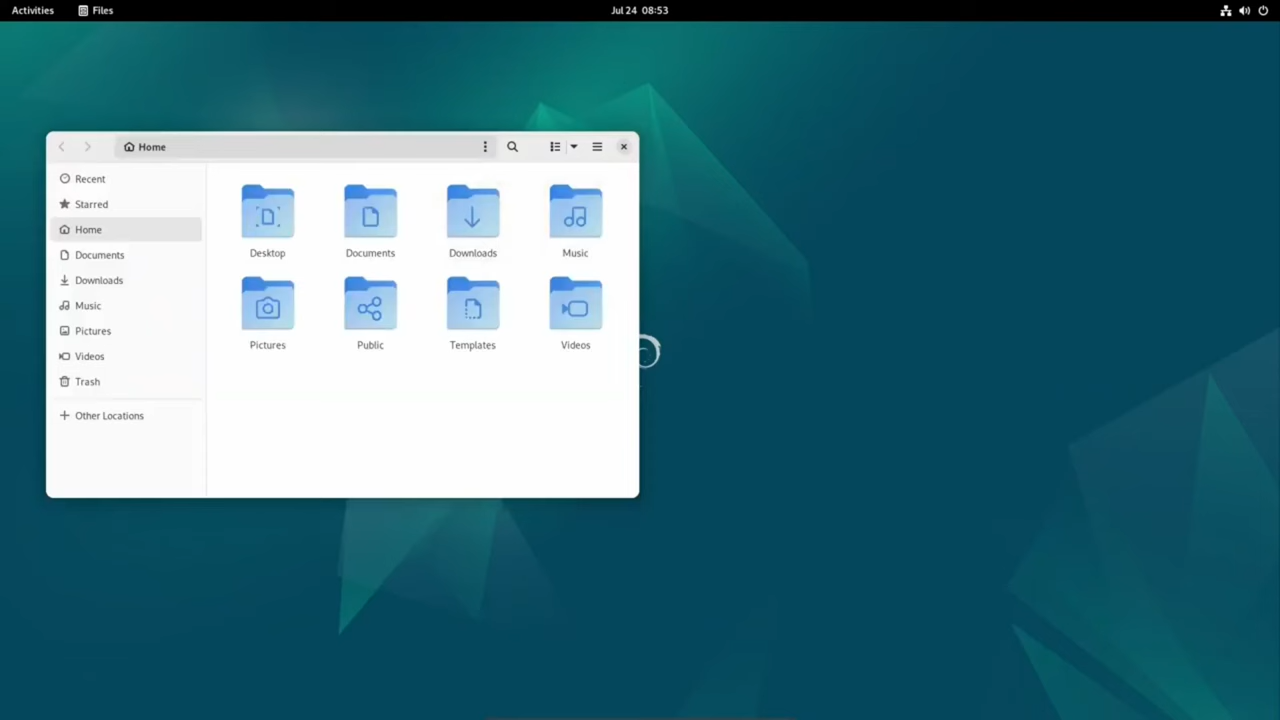 Activities Files Jul 24 08:53
Home
Recent
Starred
Home
Documents
Downloads
Music
Pictures
Videos
Trash
Other Locations
Desktop Documents Downloads Music
Pictures Public Templates Videos